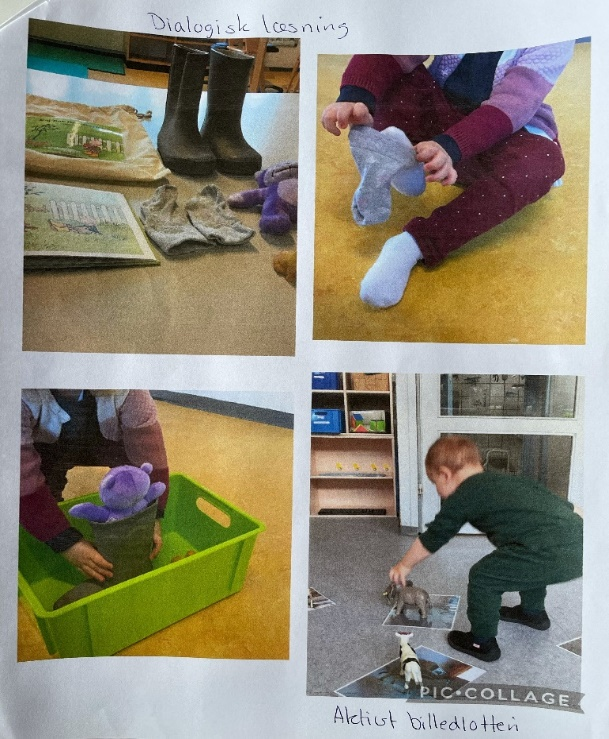 Dialogisk læsning
PIC•COLLAGE
Aktivt billedlotteri